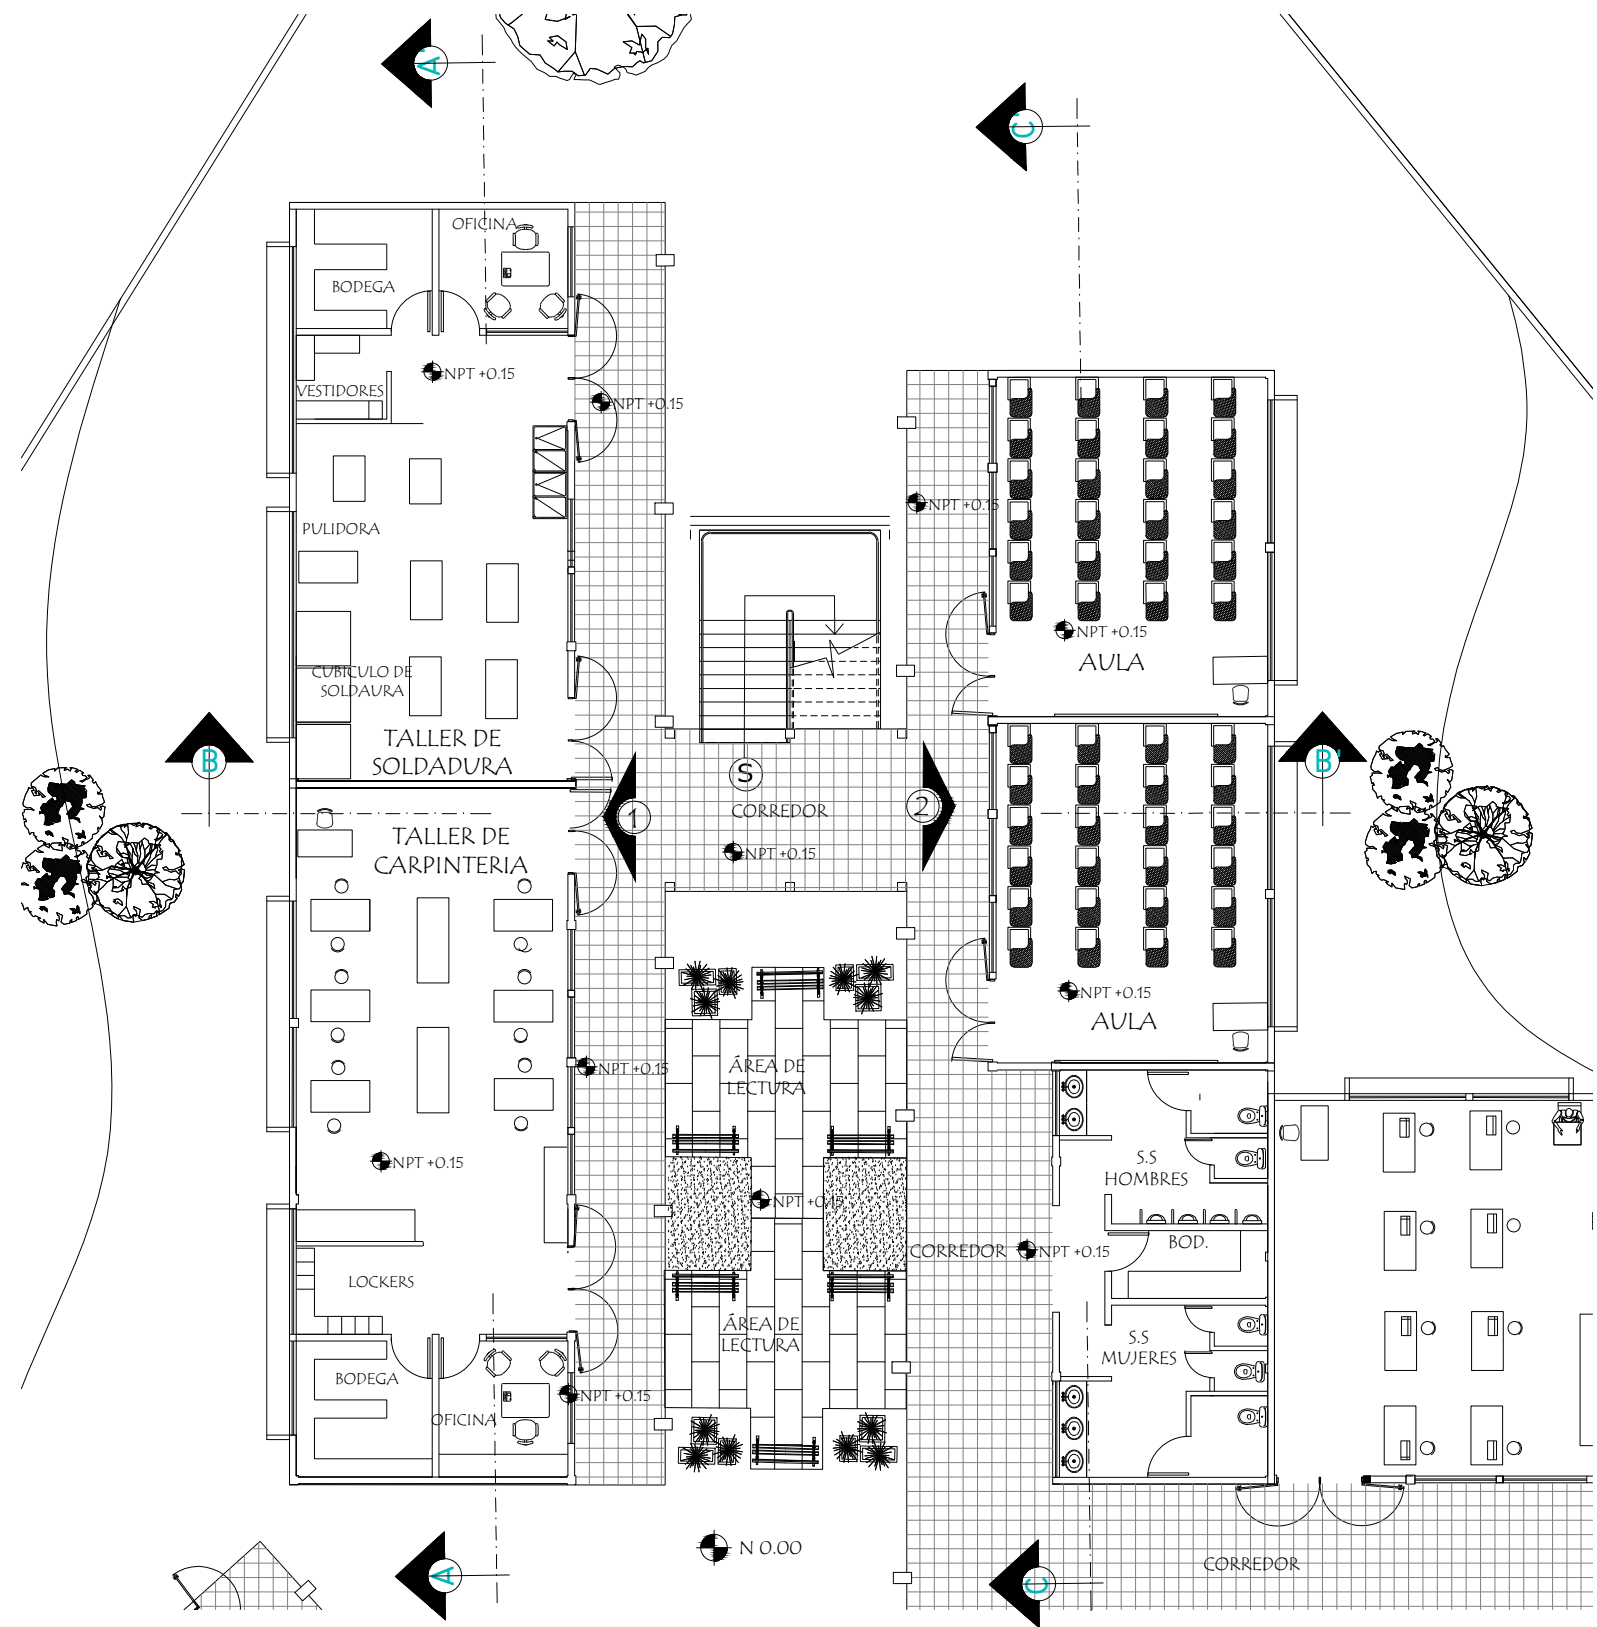 A'
C'
OFICINA
BODEGA
NPT +0.15
VESTIDORES
NPT +0.15
NPT +0.15
PULIDORA
NPT +0.15
AULA
CUBICULO DE
SOLDAURA
TALLER DE
SOLDADURA
B
B'
S
CORREDOR
1
2
TALLER DE
CARPINTERIA
NPT +0.15
NPT +0.15
AULA
ÁREA DE
LECTURA
NPT +0.15
NPT +0.15
S.S
HOMBRES
NPT +0.15
BOD.
CORREDOR
NPT +0.15
LOCKERS
ÁREA DE
LECTURA
S.S
MUJERES
BODEGA
NPT +0.15
OFICINA
N 0.00
CORREDOR
A
C